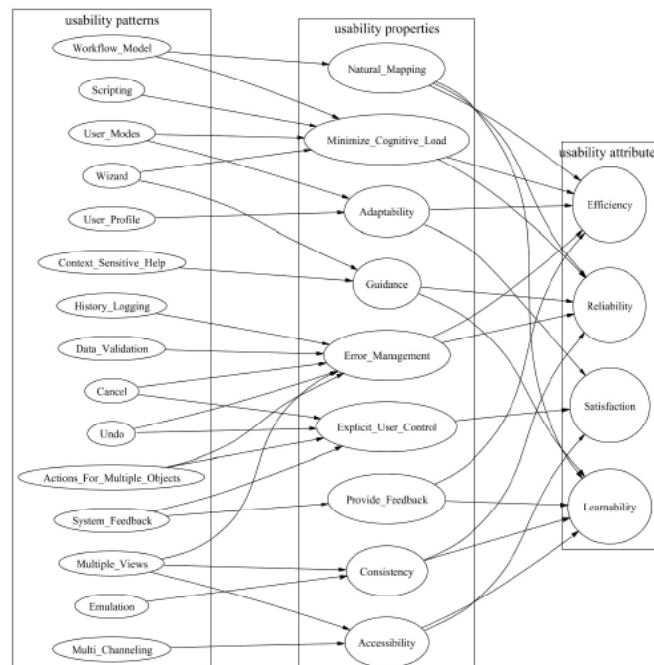 usability patterns
Workflow_Model
Scripting
User_Modes
Wizard
User_Profile
Context_Sensitive_Help
History_Logging
Data_Validation
Cancel
Undo
Actions_For_Multiple_Objects
System_Feedback
Multiple_Views
Emulation
Multi_Channeling
usability properties
Natural_Mapping
Minimize_Cognitive_Load
Adaptability
Guidance
Error_Management
Explicit_User_Control
Provide_Feedback
Consistency
Accessibility
usability attribute
Efficiency
Reliability
Satisfaction
Learnability